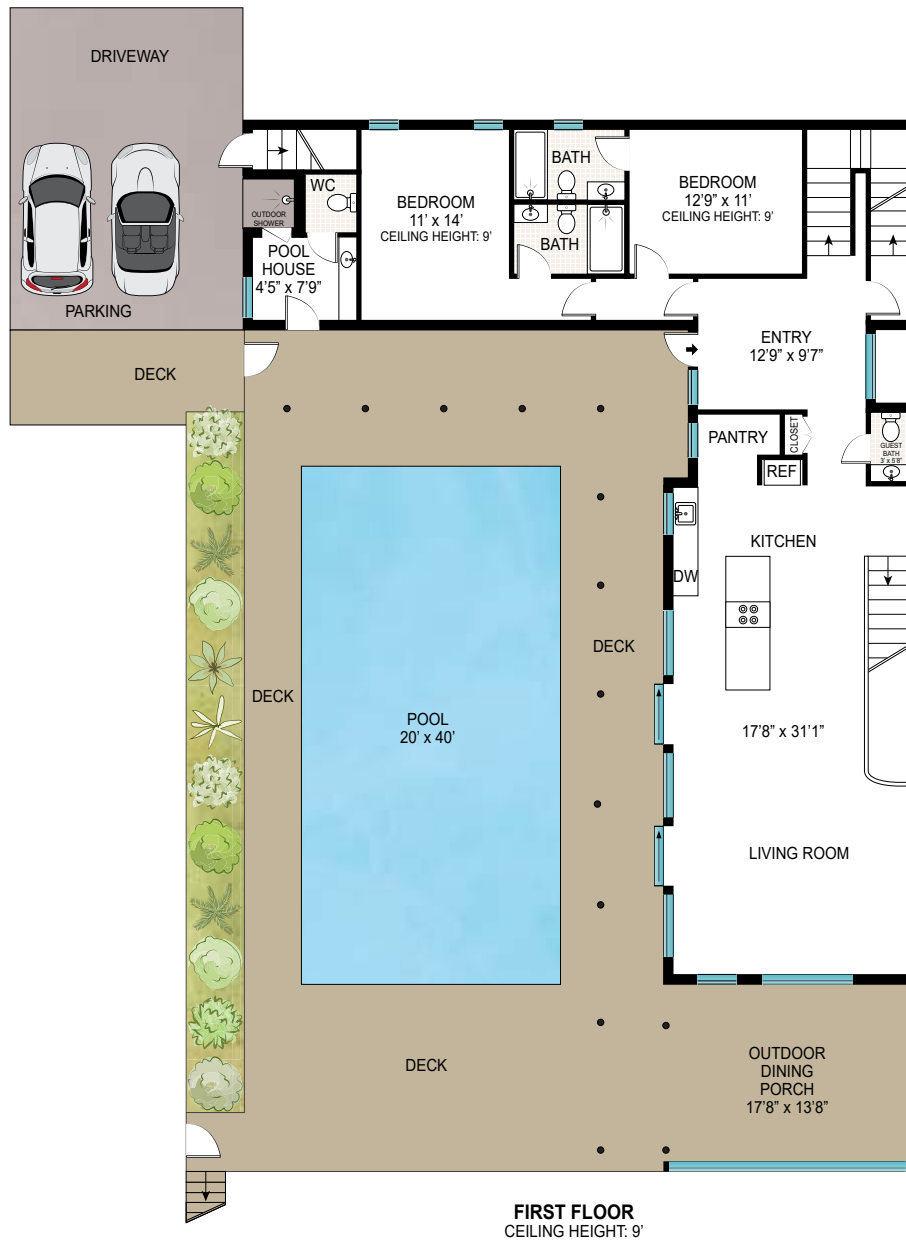 DRIVEWAY
PARKING
DECK
OUTDOOR
SHOWER
WC
POOL
HOUSE
4'5” x 7'9”
BEDROOM
11' x 14'
CEILING HEIGHT: 9'
BATH
BATH
BEDROOM
12'9” x 11'
CEILING HEIGHT: 9'
ENTRY
12'9” x 9'7”
PANTRY
CLOSET
REF
GUEST
BATH
3' x 5'8”
KITCHEN
DW
DECK
DECK
POOL
20' x 40'
17'8” x 31'1”
LIVING ROOM
DECK
OUTDOOR
DINING
PORCH
17'8” x 13'8”
FIRST FLOOR
CEILING HEIGHT: 9'